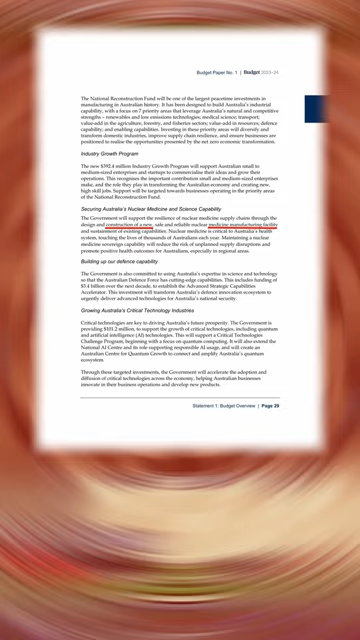 Budget Paper No. 1 | Budget 2023–24
The National Reconstruction Fund will be one of the largest peacetime investments in
manufacturing in Australian history. It has been designed to build Australia's industrial
capability, with a focus on 7 priority areas that leverage Australia's natural and competitive
strengths – renewables and low emissions technologies; medical science; transport;
value-add in the agriculture, forestry, and fisheries sectors; value-add in resources; defence
capability; and enabling capabilities. Investing in these priority areas will diversify and
transform domestic industries, improve supply chain resilience, and ensure businesses are
positioned to realise the opportunities presented by the net zero economic transformation.
Industry Growth Program
The new $392.4 million Industry Growth Program will support Australian small to
medium-sized enterprises and startups to commercialise their ideas and grow their
operations. This recognises the important contribution small and medium-sized enterprises
make, and the role they play in transforming the Australian economy and creating new,
high skill jobs. Support will be targeted towards businesses operating in the priority areas
of the National Reconstruction Fund.
Securing Australia's Nuclear Medicine and Science Capability
The Government will support the resilience of nuclear medicine supply chains through the
design and construction of a new, safe and reliable nuclear medicine manufacturing facility
and sustainment of existing capabilities. Nuclear medicine is critical to Australia's health
system, touching the lives of thousands of Australians each year. Maintaining a nuclear
medicine sovereign capability will reduce the risk of unplanned supply disruptions and
promote positive health outcomes for Australians, especially in regional areas.
Building up our defence capability
The Government is also committed to using Australia's expertise in science and technology
so that the Australian Defence Force has cutting-edge capabilities. This includes funding of
$3.4 billion over the next decade, to establish the Advanced Strategic Capabilities
Accelerator. This investment will transform Australia's defence innovation ecosystem to
urgently deliver advanced technologies for Australia's national security.
Growing Australia's Critical Technology Industries
Critical technologies are key to driving Australia's future prosperity. The Government is
providing $101.2 million, to support the growth of critical technologies, including quantum
and artificial intelligence (AI) technologies. This will support a Critical Technologies
Challenge Program, beginning with a focus on quantum computing. It will also extend the
National AI Centre and its role supporting responsible AI usage, and will create an
Australian Centre for Quantum Growth to connect and amplify Australia's quantum
ecosystem.
Through these targeted investments, the Government will accelerate the adoption and
diffusion of critical technologies across the economy, helping Australian businesses
innovate in their business operations and develop new products.
Statement 1: Budget Overview | Page 29